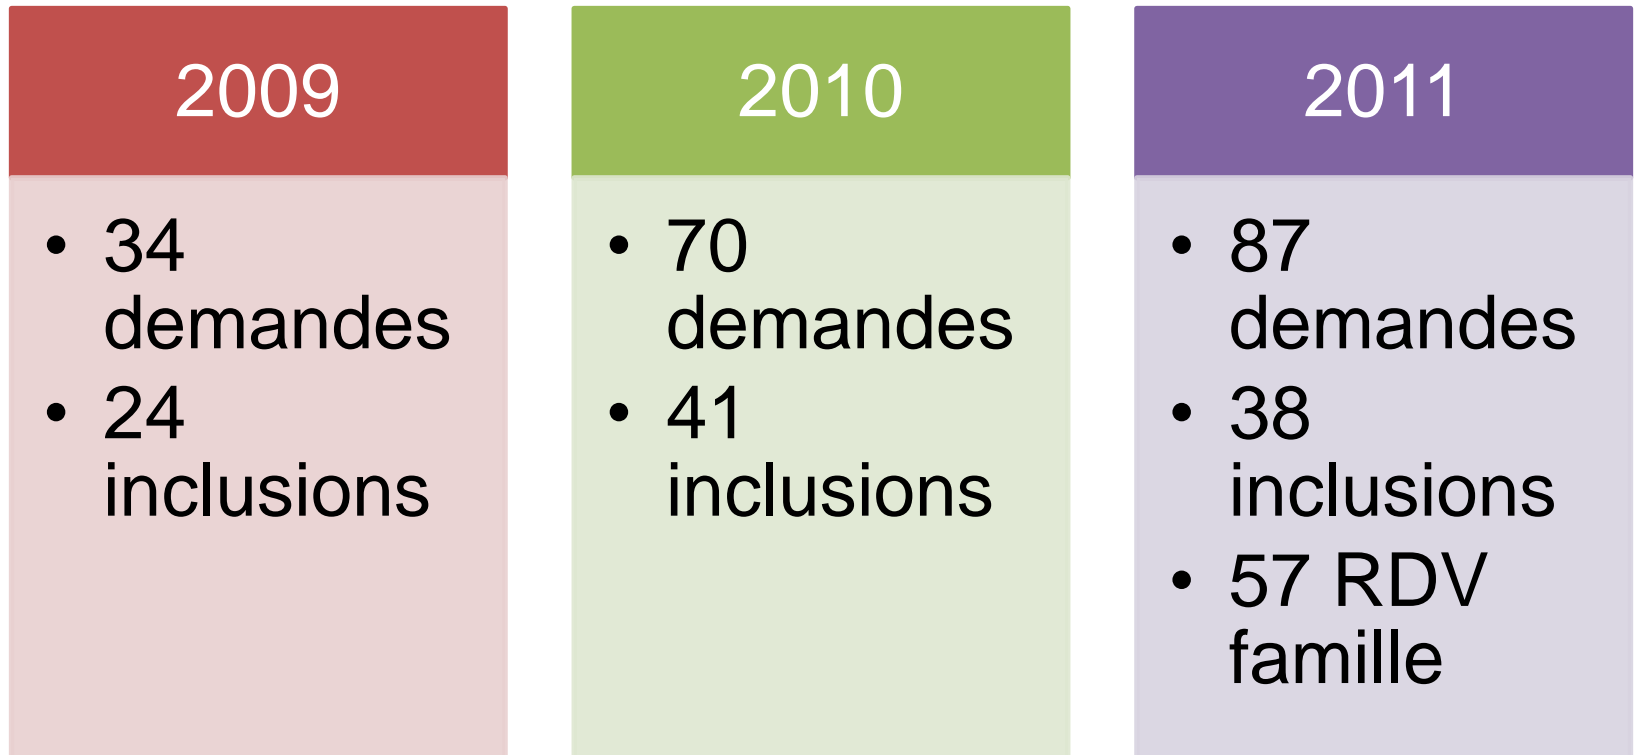 2009
• 34
demandes
• 24
inclusions
2010
• 70
demandes
• 41
inclusions
2011
• 87
demandes
• 38
inclusions
• 57 RDV
famille